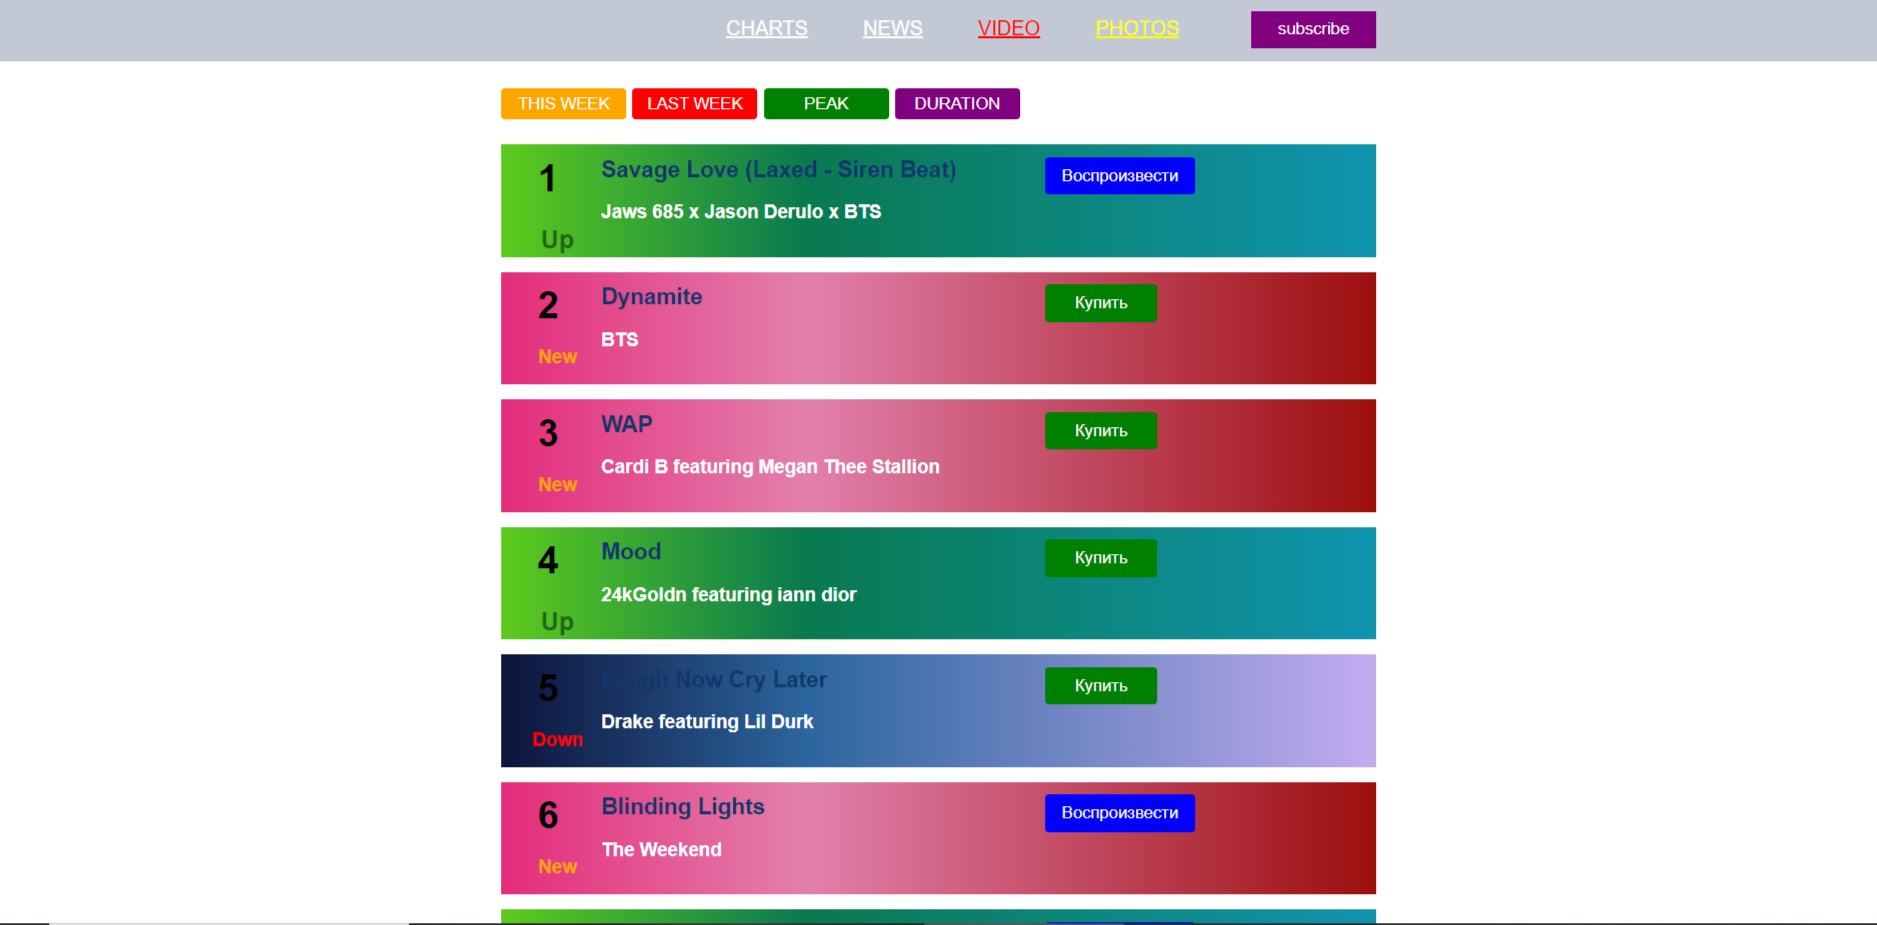 CHARTS NEWS VIDEO PHOTOS subscribe
THIS WEEK LAST WEEK PEAK DURATION
1 Savage Love (Laxed - Siren Beat) Воспроизвести
Jaws 685 x Jason Derulo x BTS
Up
2 Dynamite Купить
BTS
New
3 WAP Купить
Cardi B featuring Megan Thee Stallion
New
4 Mood Купить
24kGoldn featuring iann dior
Up
5 Laugh Now Cry Later Купить
Drake featuring Lil Durk
Down
6 Blinding Lights Воспроизвести
The Weekend
New